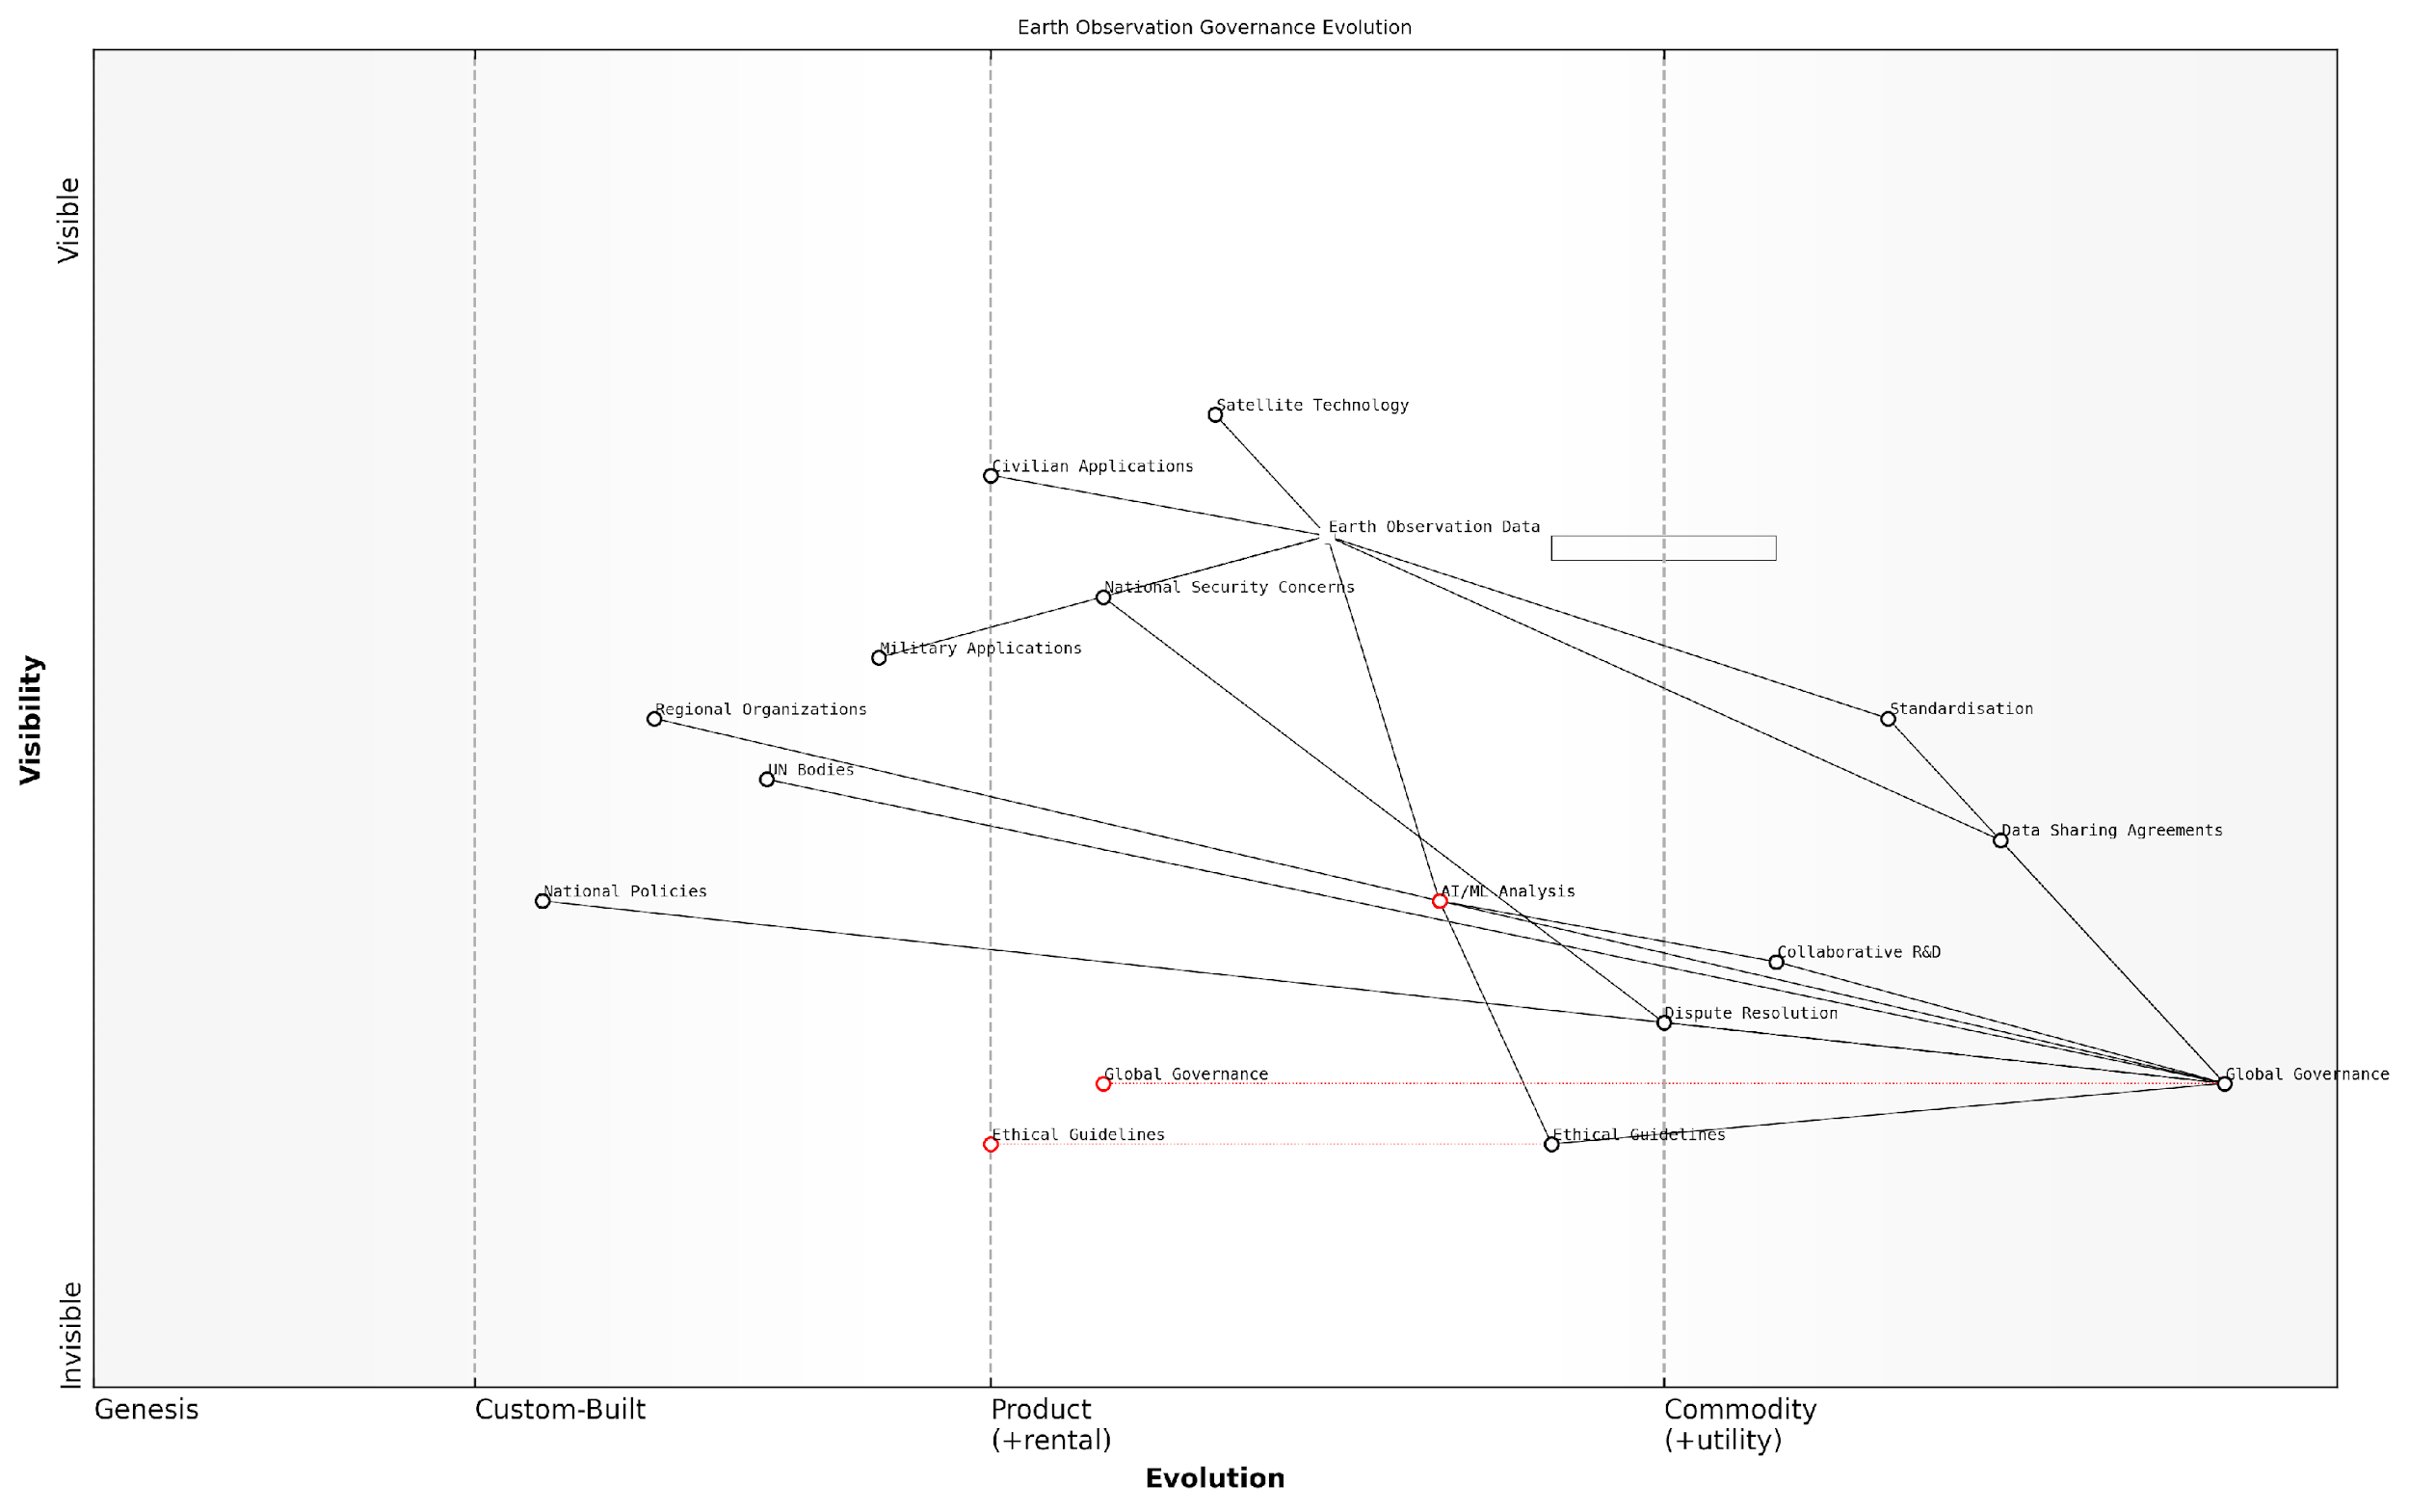 Earth Observation Governance Evolution
Visible
Visibility
Invisible
Satellite Technology
Civilian Applications
Earth Observation Data
National Security Concerns
Military Applications
Regional Organizations
Standardisation
UN Bodies
Data Sharing Agreements
National Policies
AI/ML Analysis
Collaborative R&D
Dispute Resolution
Global Governance
Global Governance
Ethical Guidelines
Ethical Guidelines
Genesis
Custom-Built
Product
(+rental)
Commodity
(+utility)
Evolution